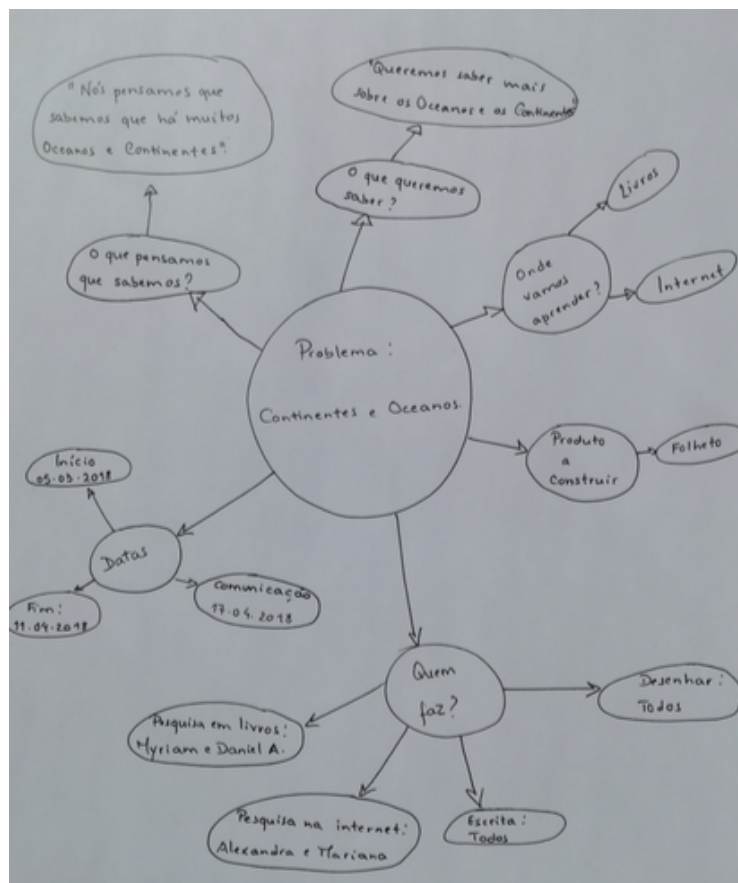 "Nós pensamos que
sabemos que há muitos
Oceanos e Continentes".
"Queremos saber mais
sobre os Oceanos e os Continentes"
O que queremos
saber?
O que pensamos
que sabemos?
Onde
vamos
aprender?
Livros
Internet
Problema:
Continentes e Oceanos.
Produto
a
Construir
Folheto
Início
05.03.2018
Datas
Fim:
11.04.2018
Comunicação
17.04.2018
Quem
faz?
Desenhar:
Todos
Pesquisa em livros:
Myriam e Daniel A.
Pesquisa na internet:
Alexandra e Mariana
Escrita:
Todos